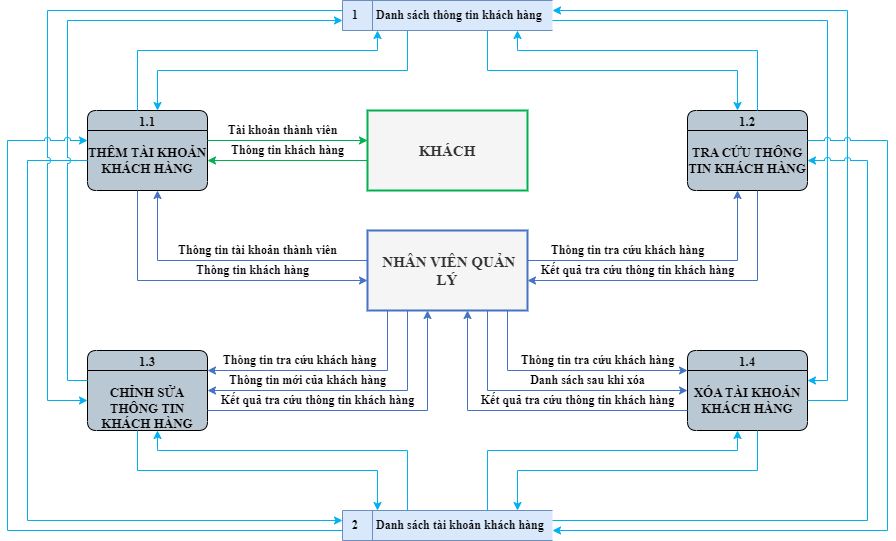 1 Danh sách thông tin khách hàng
1.1
THÊM TÀI KHOẢN
KHÁCH HÀNG
Tài khoản thành viên
Thông tin khách hàng
KHÁCH
1.2
TRA CỨU THÔNG
TIN KHÁCH HÀNG
Thông tin tài khoản thành viên
Thông tin khách hàng
NHÂN VIÊN QUẢN
LÝ
Thông tin tra cứu khách hàng
Kết quả tra cứu thông tin khách hàng
1.3
CHỈNH SỬA
THÔNG TIN
KHÁCH HÀNG
Thông tin tra cứu khách hàng
Thông tin mới của khách hàng
Kết quả tra cứu thông tin khách hàng
Thông tin tra cứu khách hàng
Danh sách sau khi xóa
Kết quả tra cứu thông tin khách hàng
1.4
XÓA TÀI KHOẢN
KHÁCH HÀNG
2 Danh sách tài khoản khách hàng